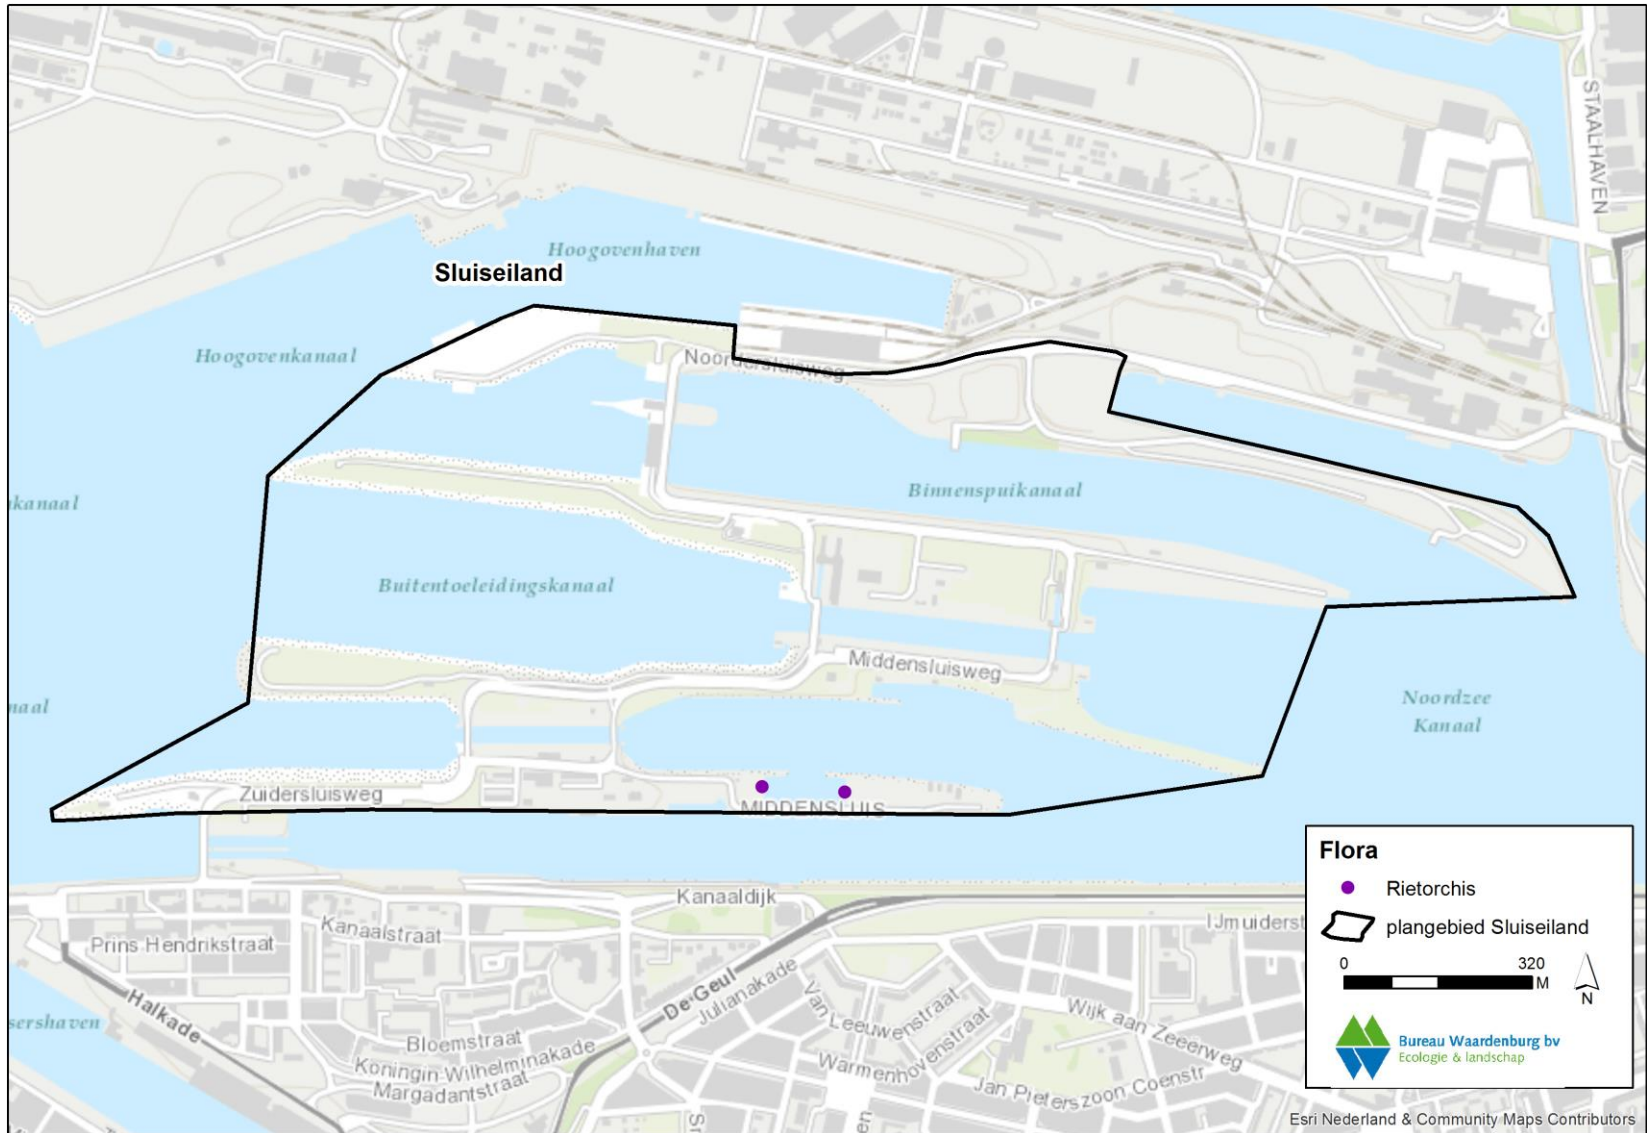 STAALHAVEN
Hoogovenhaven
Sluiseiland
Hoogovenkanaal
Noordersluisweg
Binnenspuikanaal
kanaal
Buitentoeleidingskanaal
Middensluisweg
Noordzee
Kanaal
naal
Zuidersluisweg
MIDDENSLUIS
Flora
Rietorchis
plangebied Sluiseiland
0 320
M
N
Bureau Waardenburg bv
Ecologie & landschap
Kanaaldijk
IJmuiderst
Kanaalstraat
Prins Hendrikstraat
De Geul
Julianakade
Halkade
Van Leeuwenstraat
Wijk aan Zeeërweg
sershaven
Bloemstraat
Koningin-Wilhelminakade
Margadantstraat
Warmenhovenstraat
Jan Pieterszoon Coenstr
Esri Nederland & Community Maps Contributors